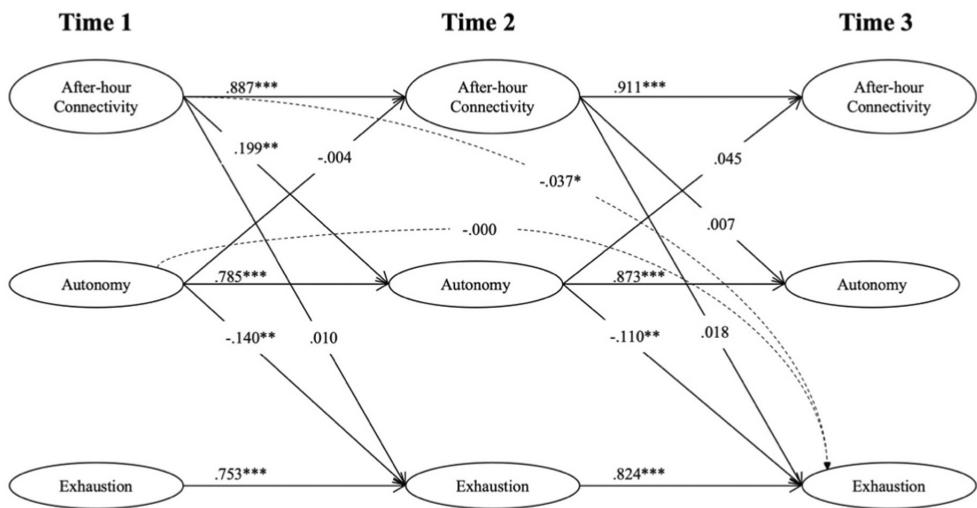 Time 1 Time 2 Time 3
After-hour After-hour After-hour
Connectivity .887*** Connectivity .911*** Connectivity
.199** -.004 .045
-.037*
-.000 .007
Autonomy .785*** Autonomy .873*** Autonomy
-.140** .010 -.110** .018
Exhaustion .753*** Exhaustion .824*** Exhaustion